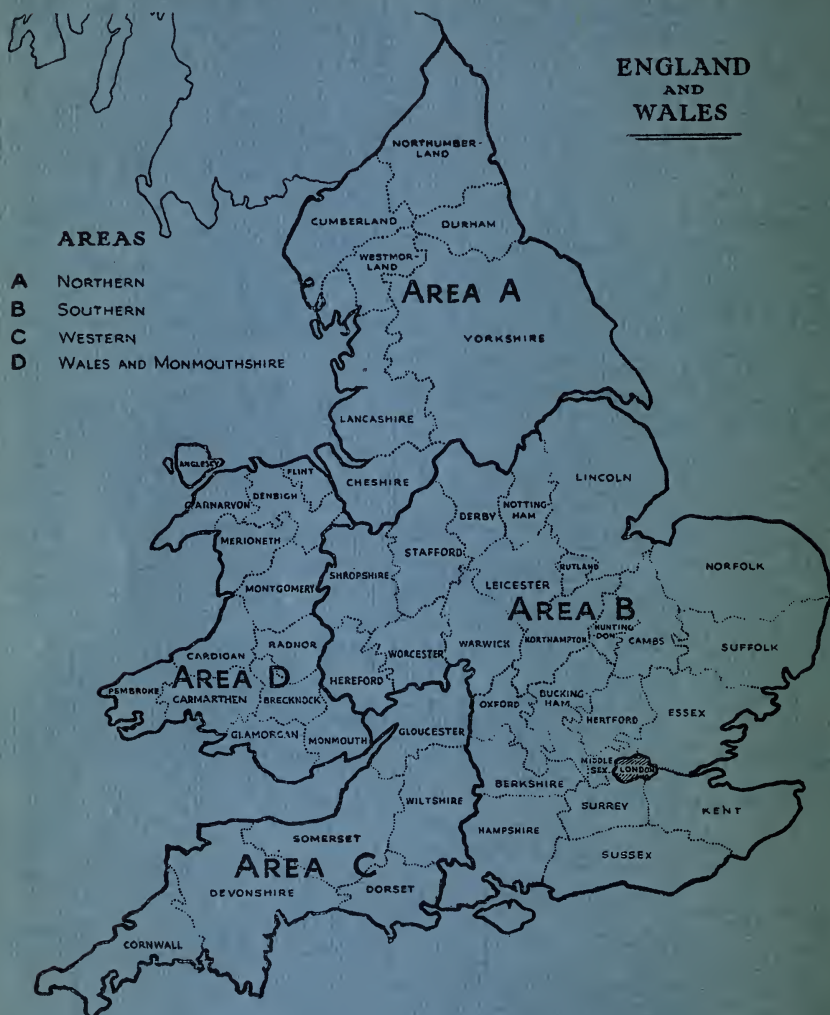 ENGLAND
AND
WALES
AREAS
A NORTHERN
B SOUTHERN
C WESTERN
D WALES AND MONMOUTHSHIRE
NORTHUMBER-
LAND
CUMBERLAND
DURHAM
WESTMOR-
LAND
AREA A
YORKSHIRE
LANCASHIRE
CHESHIRE
ANGLESEY
FLINT
DENBIGH
CARNARVON
MERIONETH
MONTGOMERY
CARDIGAN
RADNOR
AREA D
PEMBROKE
CARMARTHEN
BRECKNOCK
GLAMORGAN
MONMOUTH
LINCOLN
DERBY
NOTTING
HAM
STAFFORD
SHROPSHIRE
LEICESTER
RUTLAND
NORFOLK
AREA B
HUNTING
DON
CAMBS
SUFFOLK
NORTHAMPTON
WARWICK
WORCESTER
HEREFORD
OXFORD
BUCKING
HAM
HERTFORD
ESSEX
MIDDLE
SEX
LONDON
BERKSHIRE
SURREY
KENT
HAMPSHIRE
SUSSEX
GLOUCESTER
WILTSHIRE
SOMERSET
AREA C
DEVONSHIRE
DORSET
CORNWALL